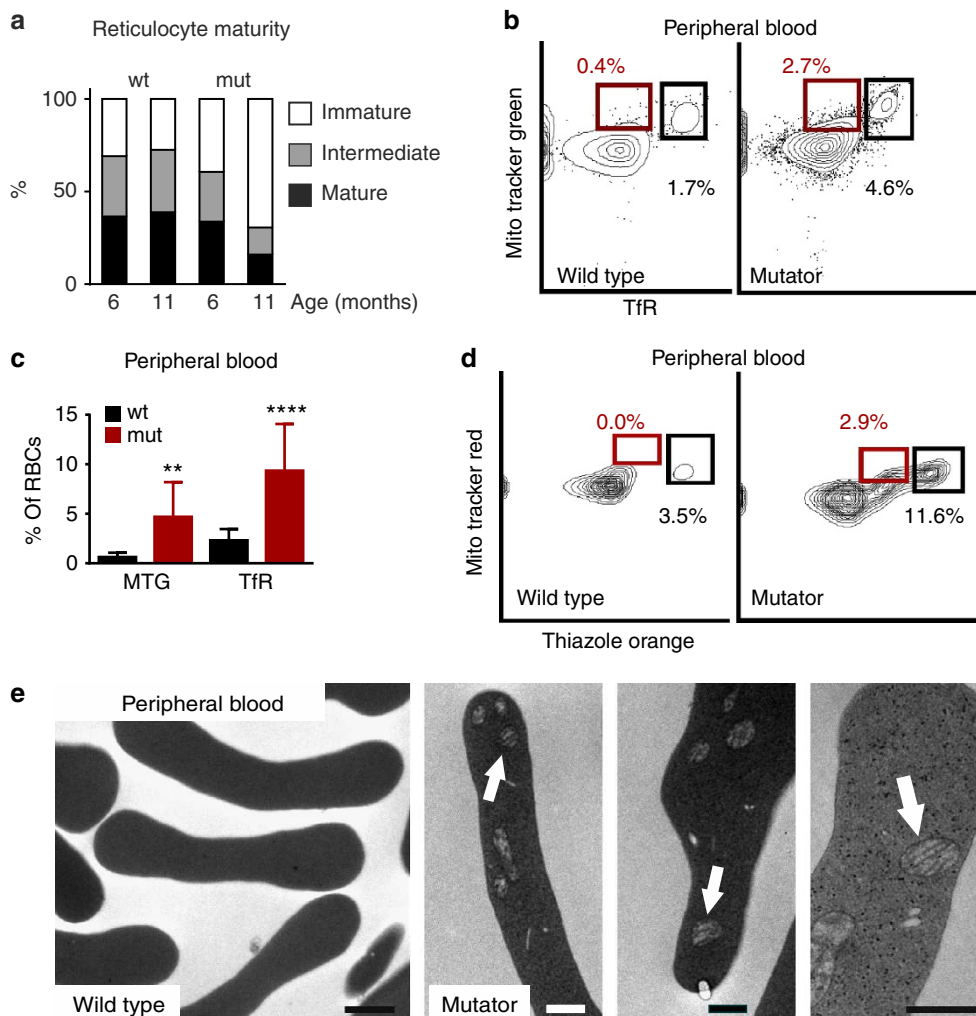 a
Reticulocyte maturity
wt mut
100
50
0
%
Immature
Intermediate
Mature
6 11 6 11 Age (months)
b
Peripheral blood
0.4%
2.7%
1.7%
4.6%
Mito tracker green
Wild type
Mutator
TfR
c
Peripheral blood
wt
mut
15
10
5
0
% Of RBCs
**
****
MTG TfR
d
Peripheral blood
0.0%
2.9%
3.5%
11.6%
Mito tracker red
Wild type
Mutator
Thiazole orange
e
Peripheral blood
Wild type
Mutator